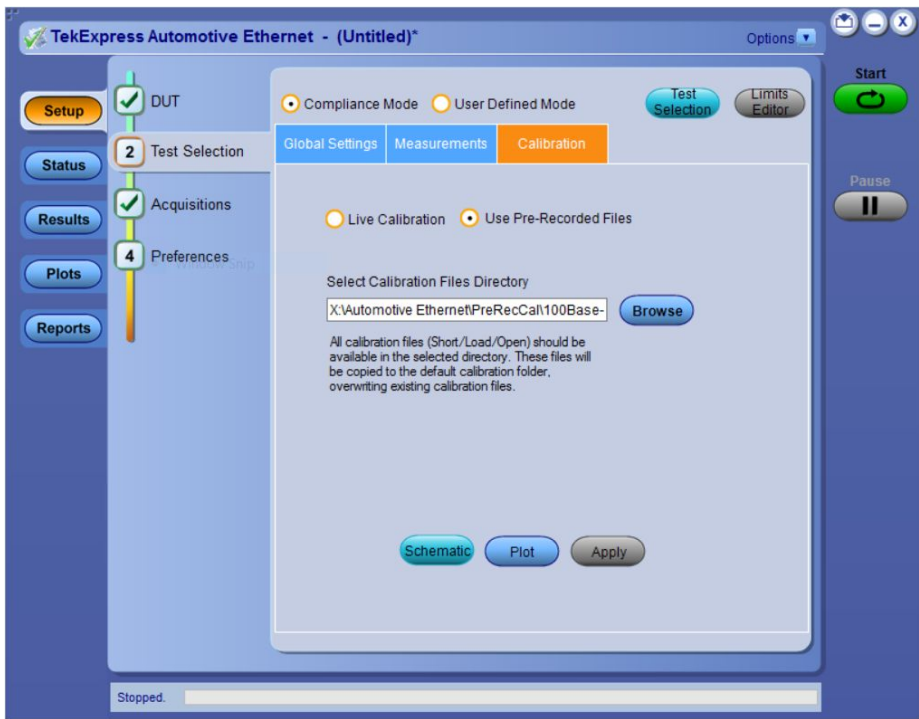 TekExpress Automotive Ethernet - (Untitled)*
Options
X
Start
Pause
Setup
Status
Results
Plots
Reports
DUT
2 Test Selection
Acquisitions
4 Preferences
Window Snip
Compliance Mode
User Defined Mode
Test Selection
Limits Editor
Global Settings
Measurements
Calibration
Live Calibration
Use Pre-Recorded Files
Select Calibration Files Directory
X:\Automotive Ethernet\PreRecCal\100Base-
Browse
All calibration files (Short/Load/Open) should be
available in the selected directory. These files will
be copied to the default calibration folder,
overwriting existing calibration files.
Schematic
Plot
Apply
Stopped.